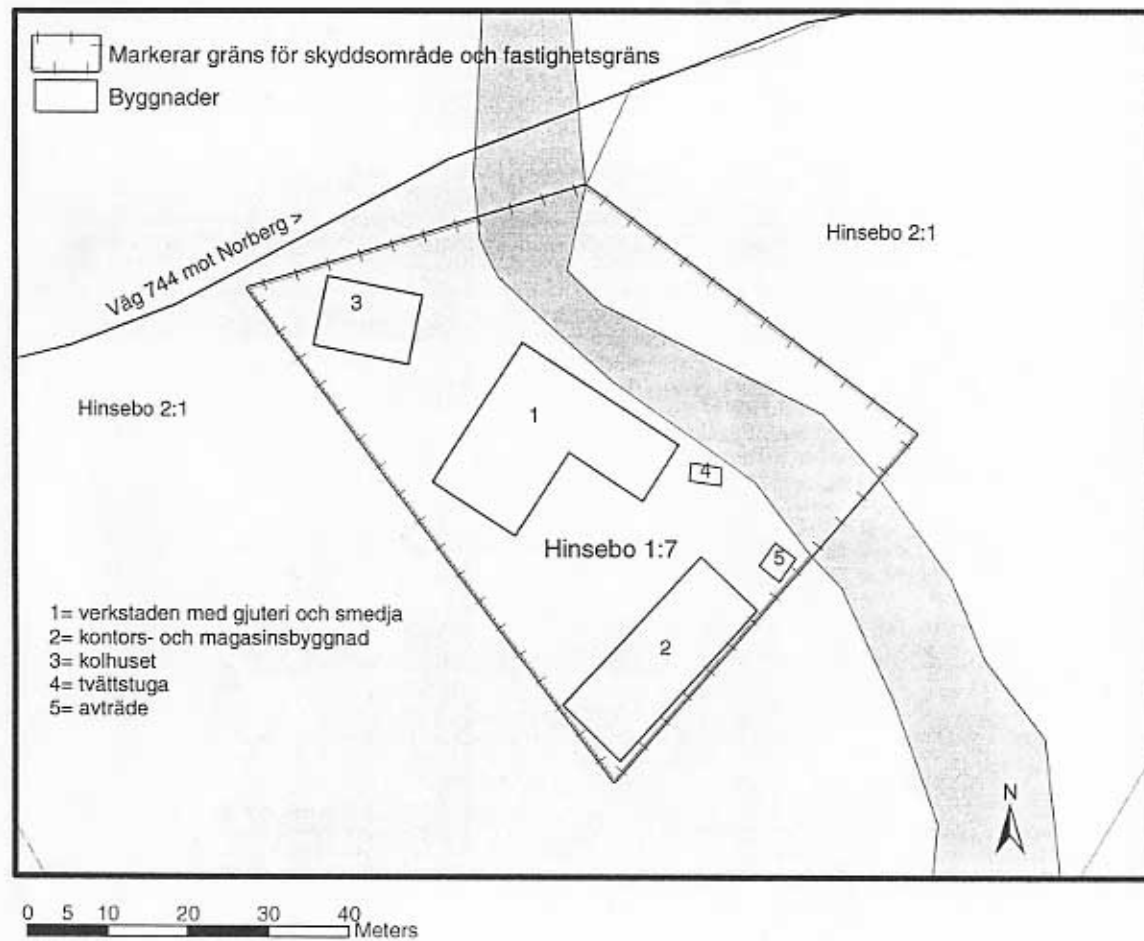 Markerar gräns för skyddsområde och fastighetsgräns
Byggnader
Väg 744 mot Norberg >
Hinsebo 2:1
3
Hinsebo 2:1
1
4
Hinsebo 1:7
5
2
1= verkstaden med gjuteri och smedja
2= kontors- och magasinsbyggnad
3= kolhuset
4= tvättstuga
5= avträde
N
0 5 10 20 30 40
Meters